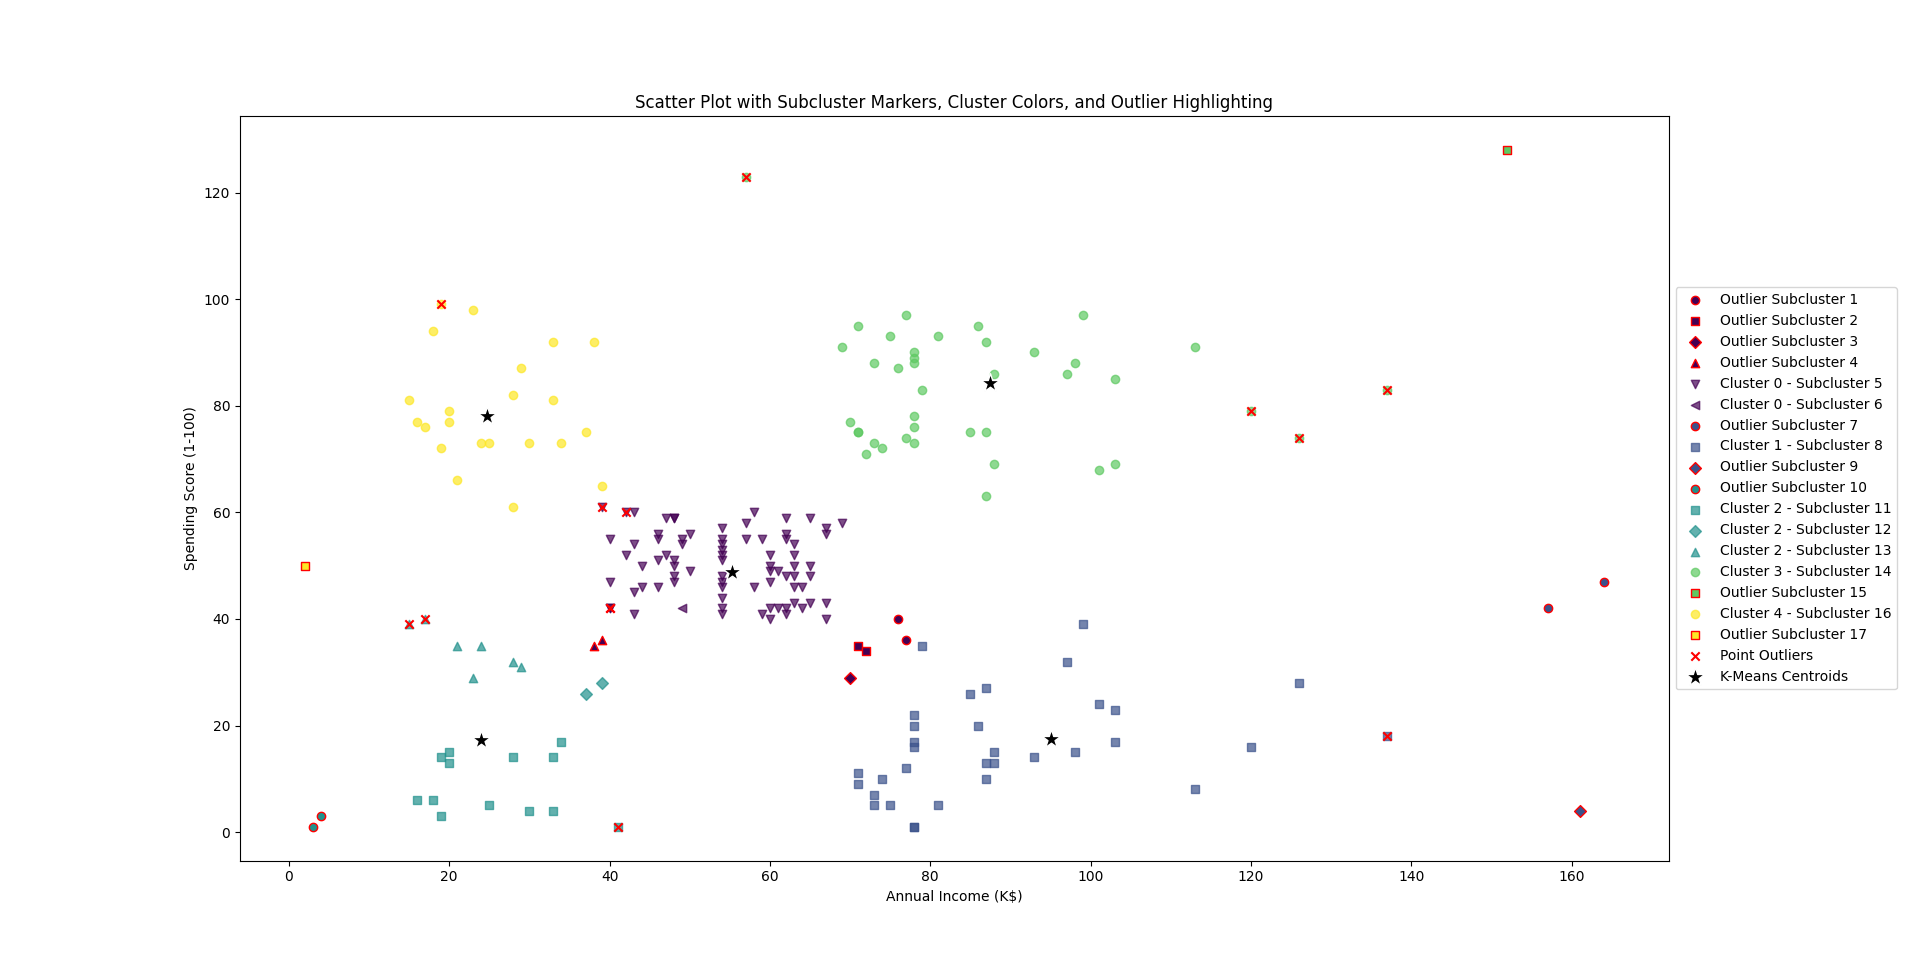 Scatter Plot with Subcluster Markers, Cluster Colors, and Outlier Highlighting
Spending Score (1-100)
120
100
80
60
40
20
0
0 20 40 60 80 100 120 140 160
Annual Income (K$)
Outlier Subcluster 1
Outlier Subcluster 2
Outlier Subcluster 3
Outlier Subcluster 4
Cluster 0 - Subcluster 5
Cluster 0 - Subcluster 6
Outlier Subcluster 7
Cluster 1 - Subcluster 8
Outlier Subcluster 9
Outlier Subcluster 10
Cluster 2 - Subcluster 11
Cluster 2 - Subcluster 12
Cluster 2 - Subcluster 13
Cluster 3 - Subcluster 14
Outlier Subcluster 15
Cluster 4 - Subcluster 16
Outlier Subcluster 17
Point Outliers
K-Means Centroids